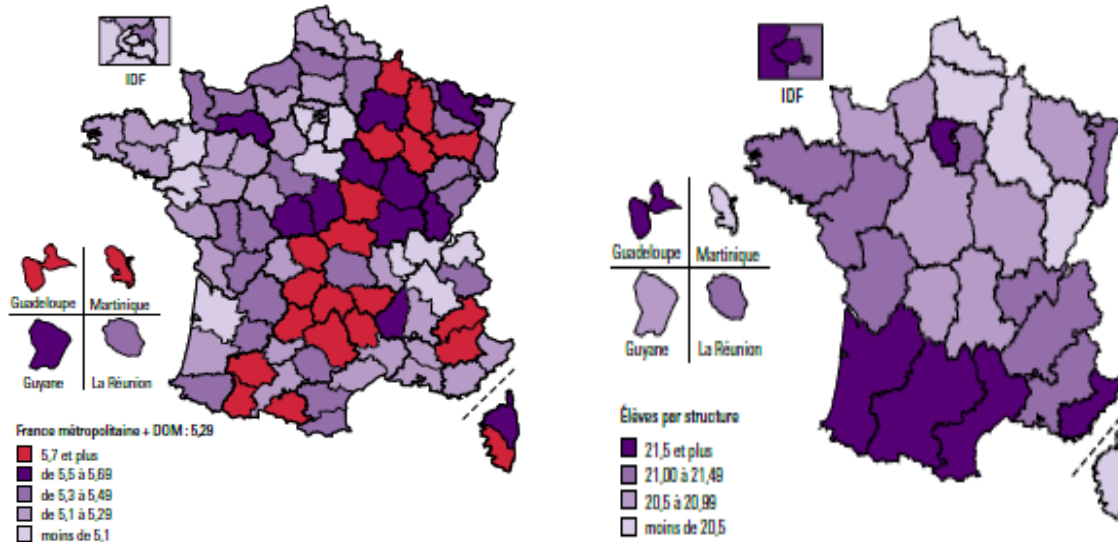 IDF
Guadeloupe
Martinique
Guyane
La Réunion
France métropolitaine + DOM : 5,29
5,7 et plus
de 5,5 à 5,69
de 5,3 à 5,49
de 5,1 à 5,29
moins de 5,1
IDF
Guadeloupe
Martinique
Guyane
La Réunion
Élèves par structure
21,5 et plus
21,00 à 21,49
20,5 à 20,99
moins de 20,5